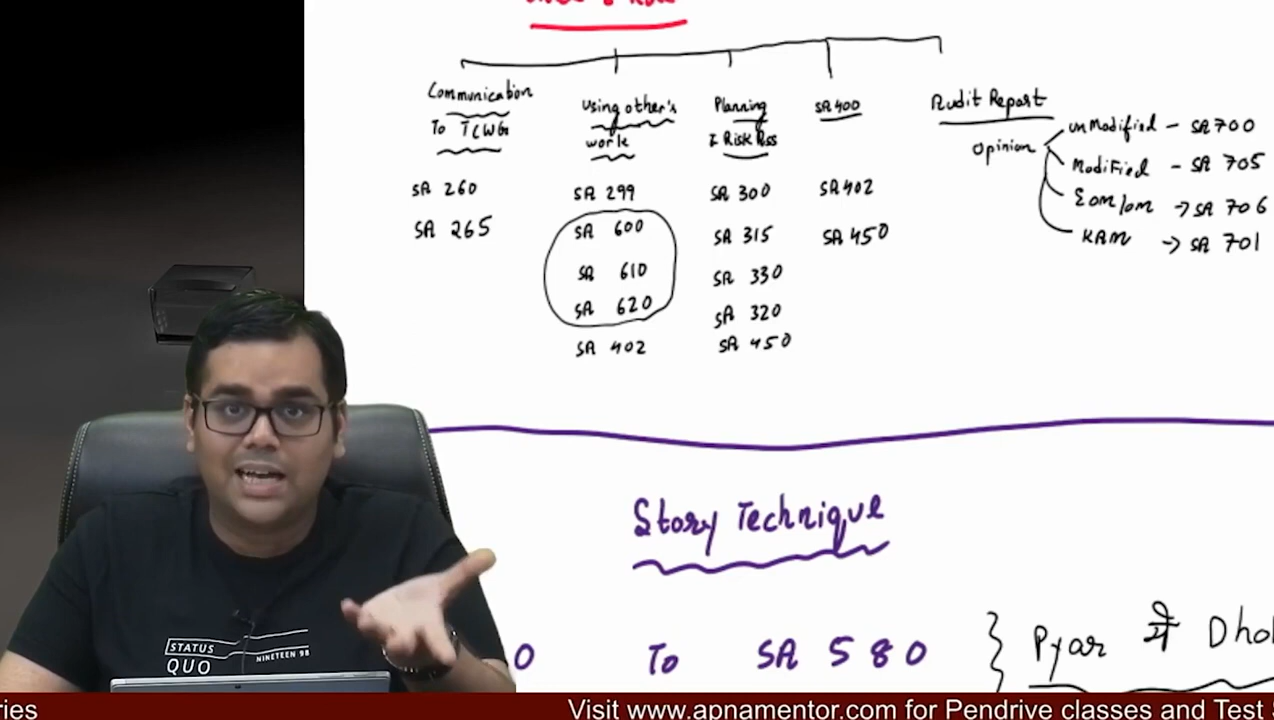 Communication
To TCWG
SA 260
SA 265
Using other's
work
SA 299
SA 600
SA 610
SA 620
SA 402
Planning
& Risk Ass
SA 300
SA 315
SA 330
SA 320
SA 450
SA 400
SA 402
SA 450
Audit Report
Opinion
unModified - SA 700
Modified - SA 705
EOM/OM → SA 706
KAM → SA 701
Story Technique
0 To SA 580 } Pyar में Dho
STATUS
QUO
NINETEEN 98
ries
Visit www.apnamentor.com for Pendrive classes and Test S